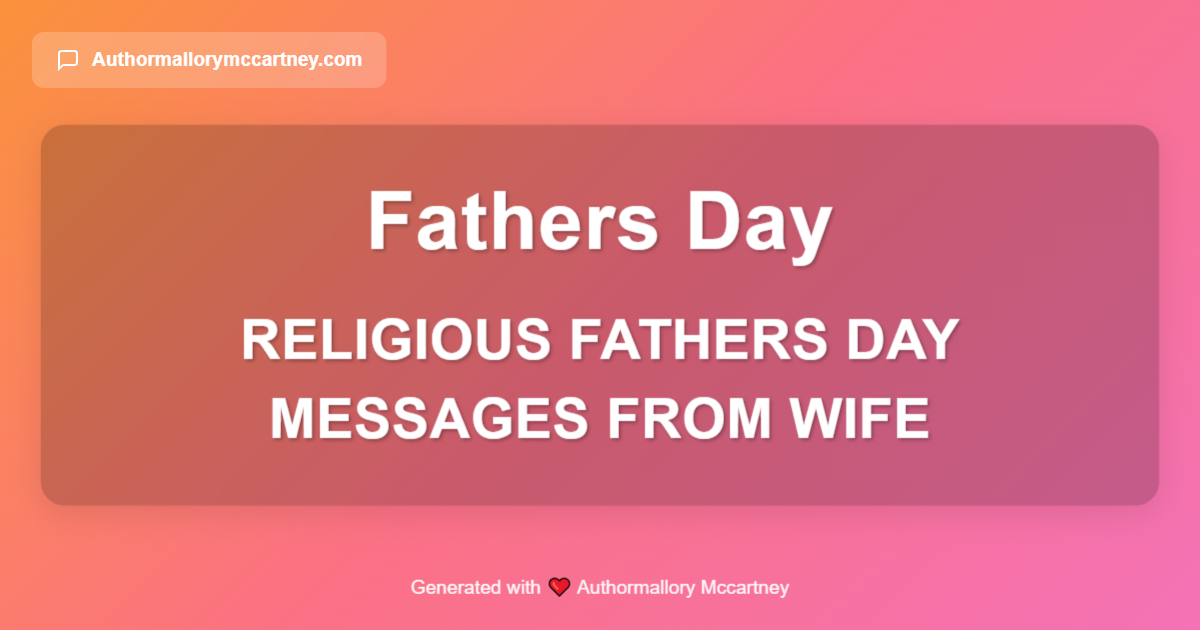 Authormallorymccartney.com
Fathers Day
RELIGIOUS FATHERS DAY
MESSAGES FROM WIFE
Generated with ❤️ Authormallory Mccartney